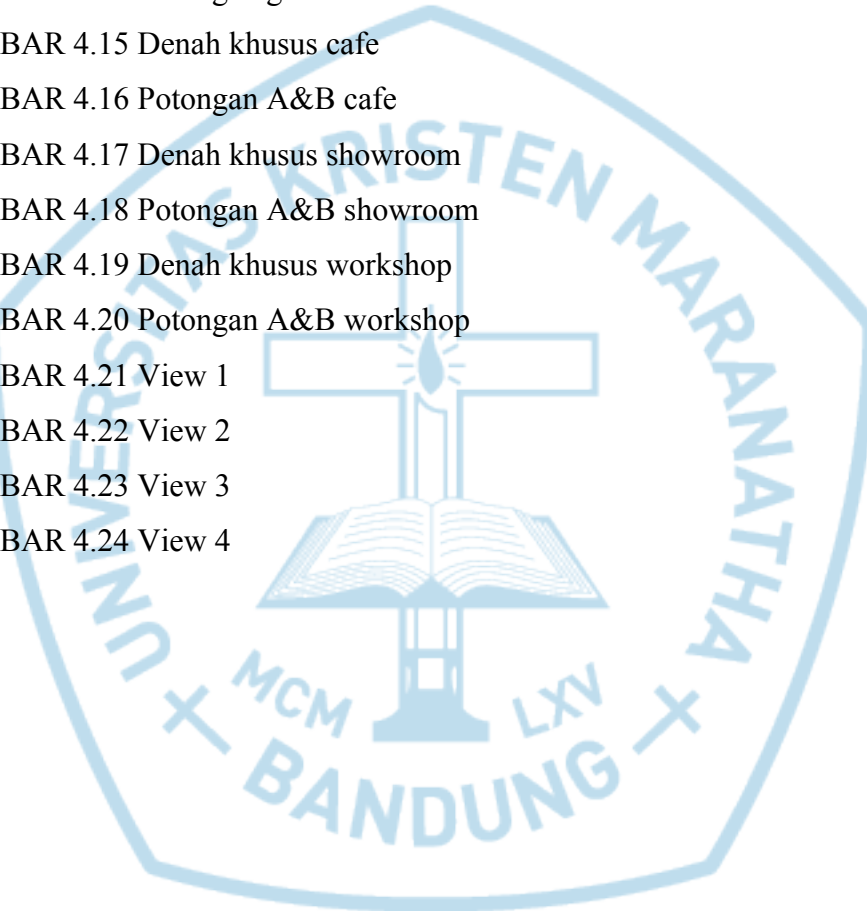 BAR 4.15 Denah khusus cafe
BAR 4.16 Potongan A&B cafe
BAR 4.17 Denah khusus showroom
BAR 4.18 Potongan A&B showroom
BAR 4.19 Denah khusus workshop
BAR 4.20 Potongan A&B workshop
BAR 4.21 View 1
BAR 4.22 View 2
BAR 4.23 View 3
BAR 4.24 View 4
UNIVERSITAS KRISTEN MARANATHA
MCM LXV
BANDUNG